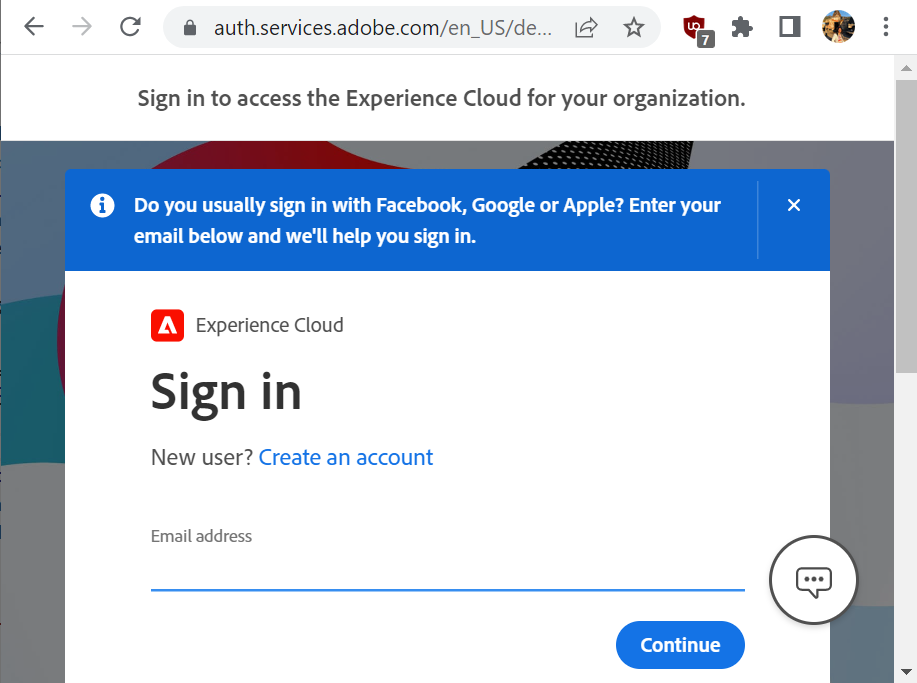 auth.services.adobe.com/en_US/de...
7
Sign in to access the Experience Cloud for your organization.
Do you usually sign in with Facebook, Google or Apple? Enter your
email below and we'll help you sign in.
Experience Cloud
Sign in
New user? Create an account
Email address
Continue